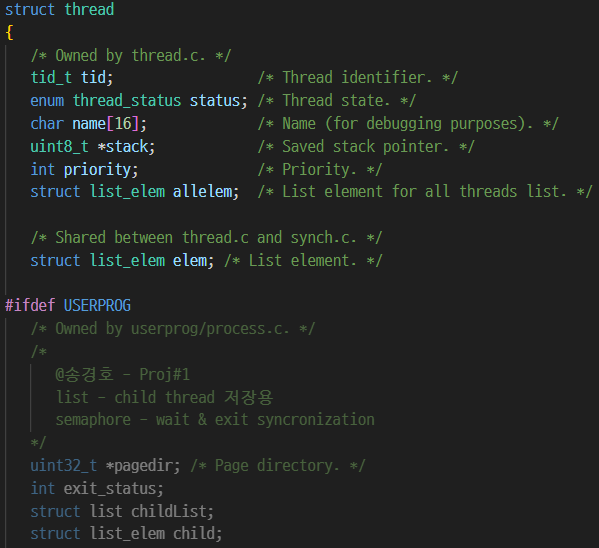 struct thread
{
/* Owned by thread.c. */
tid_t tid; /* Thread identifier. */
enum thread_status status; /* Thread state. */
char name[16]; /* Name (for debugging purposes). */
uint8_t *stack; /* Saved stack pointer. */
int priority; /* Priority. */
struct list_elem allelem; /* List element for all threads list. */
/* Shared between thread.c and synch.c. */
struct list_elem elem; /* List element. */
#ifdef USERPROG
/* Owned by userprog/process.c. */
/*
@송경호 - Proj#1
list - child thread 저장용
semaphore - wait & exit syncronization
*/
uint32_t *pagedir; /* Page directory. */
int exit_status;
struct list childList;
struct list_elem child;